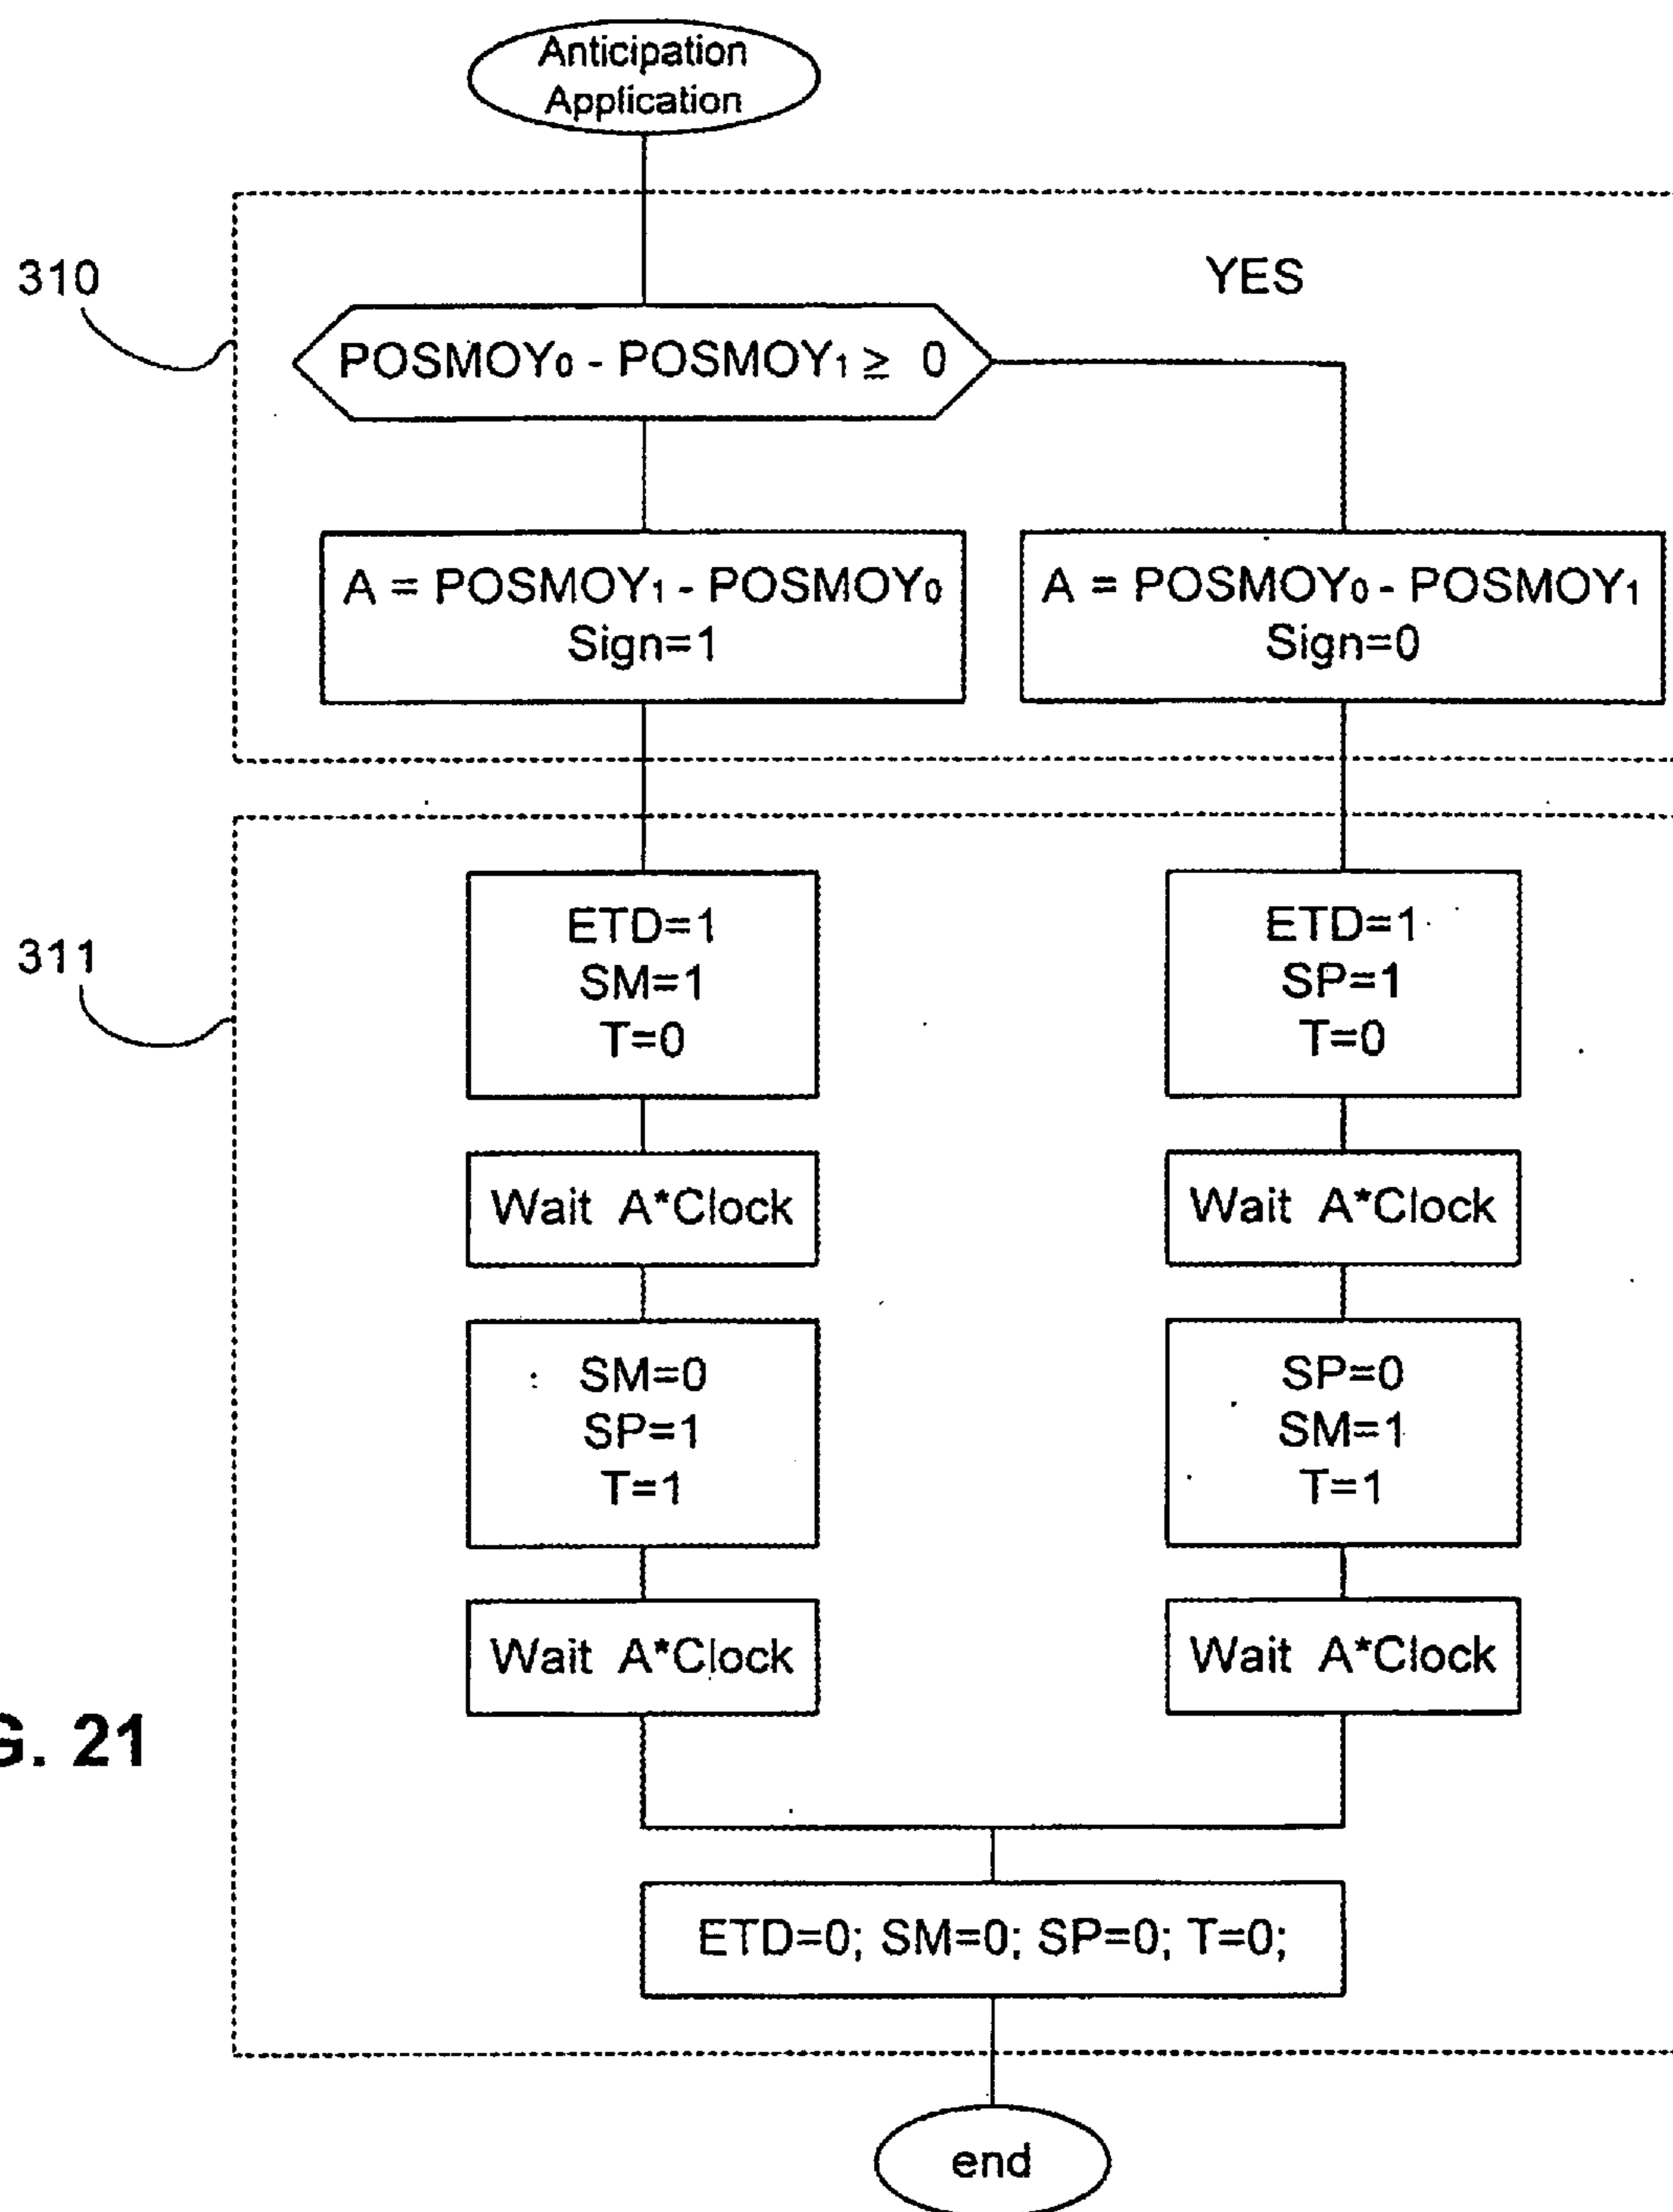 Anticipation
Application
310
YES
POSMOY₀ - POSMOY₁ ≥ 0
A = POSMOY₁ - POSMOY₀
Sign=1
A = POSMOY₀ - POSMOY₁
Sign=0
311
ETD=1
SM=1
T=0
ETD=1
SP=1
T=0
Wait A*Clock
Wait A*Clock
SM=0
SP=1
T=1
SP=0
SM=1
T=1
Wait A*Clock
Wait A*Clock
G. 21
ETD=0; SM=0; SP=0; T=0;
end